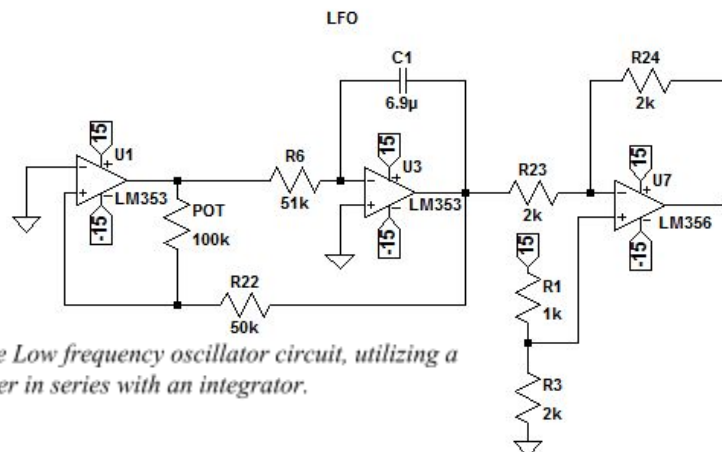 LFO
C1
6.9µ
R24
2k
15
U1
LM353
-15
R6
51k
15
U3
LM353
-15
R23
2k
15
U7
LM356
-15
POT
100k
R22
50k
15
R1
1k
R3
2k
e Low frequency oscillator circuit, utilizing a
er in series with an integrator.